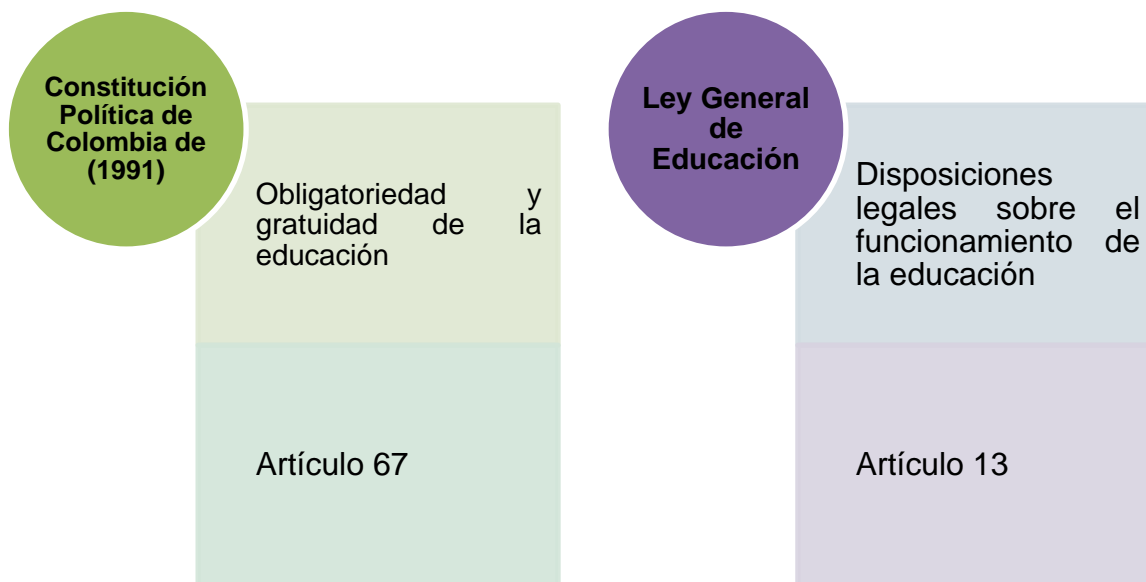 Constitución
Política de
Colombia de
(1991)
Obligatoriedad y
gratuidad de la
educación
Artículo 67
Ley General
de
Educación
Disposiciones
legales sobre el
funcionamiento de
la educación
Artículo 13